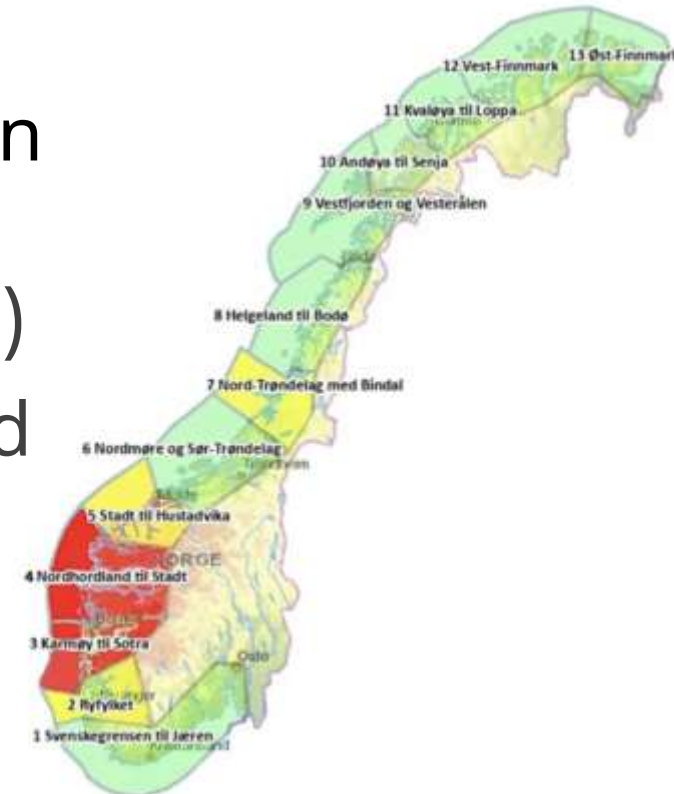 n
)
d
12 Vest-Finnmark
13 Øst-Finnmark
11 Kvaløya til Loppa
10 Andøya til Senja
9 Vestfjorden og Vesterålen
8 Helgeland til Bodø
7 Nord-Trøndelag med Bindal
6 Nordmøre og Sør-Trøndelag
5 Stadt til Hustadvika
NORGE
4 Nordhordland til Stadt
3 Karmøy til Sotra
Oslo
2 Ryfylket
1 Svenskegrensen til Jæren